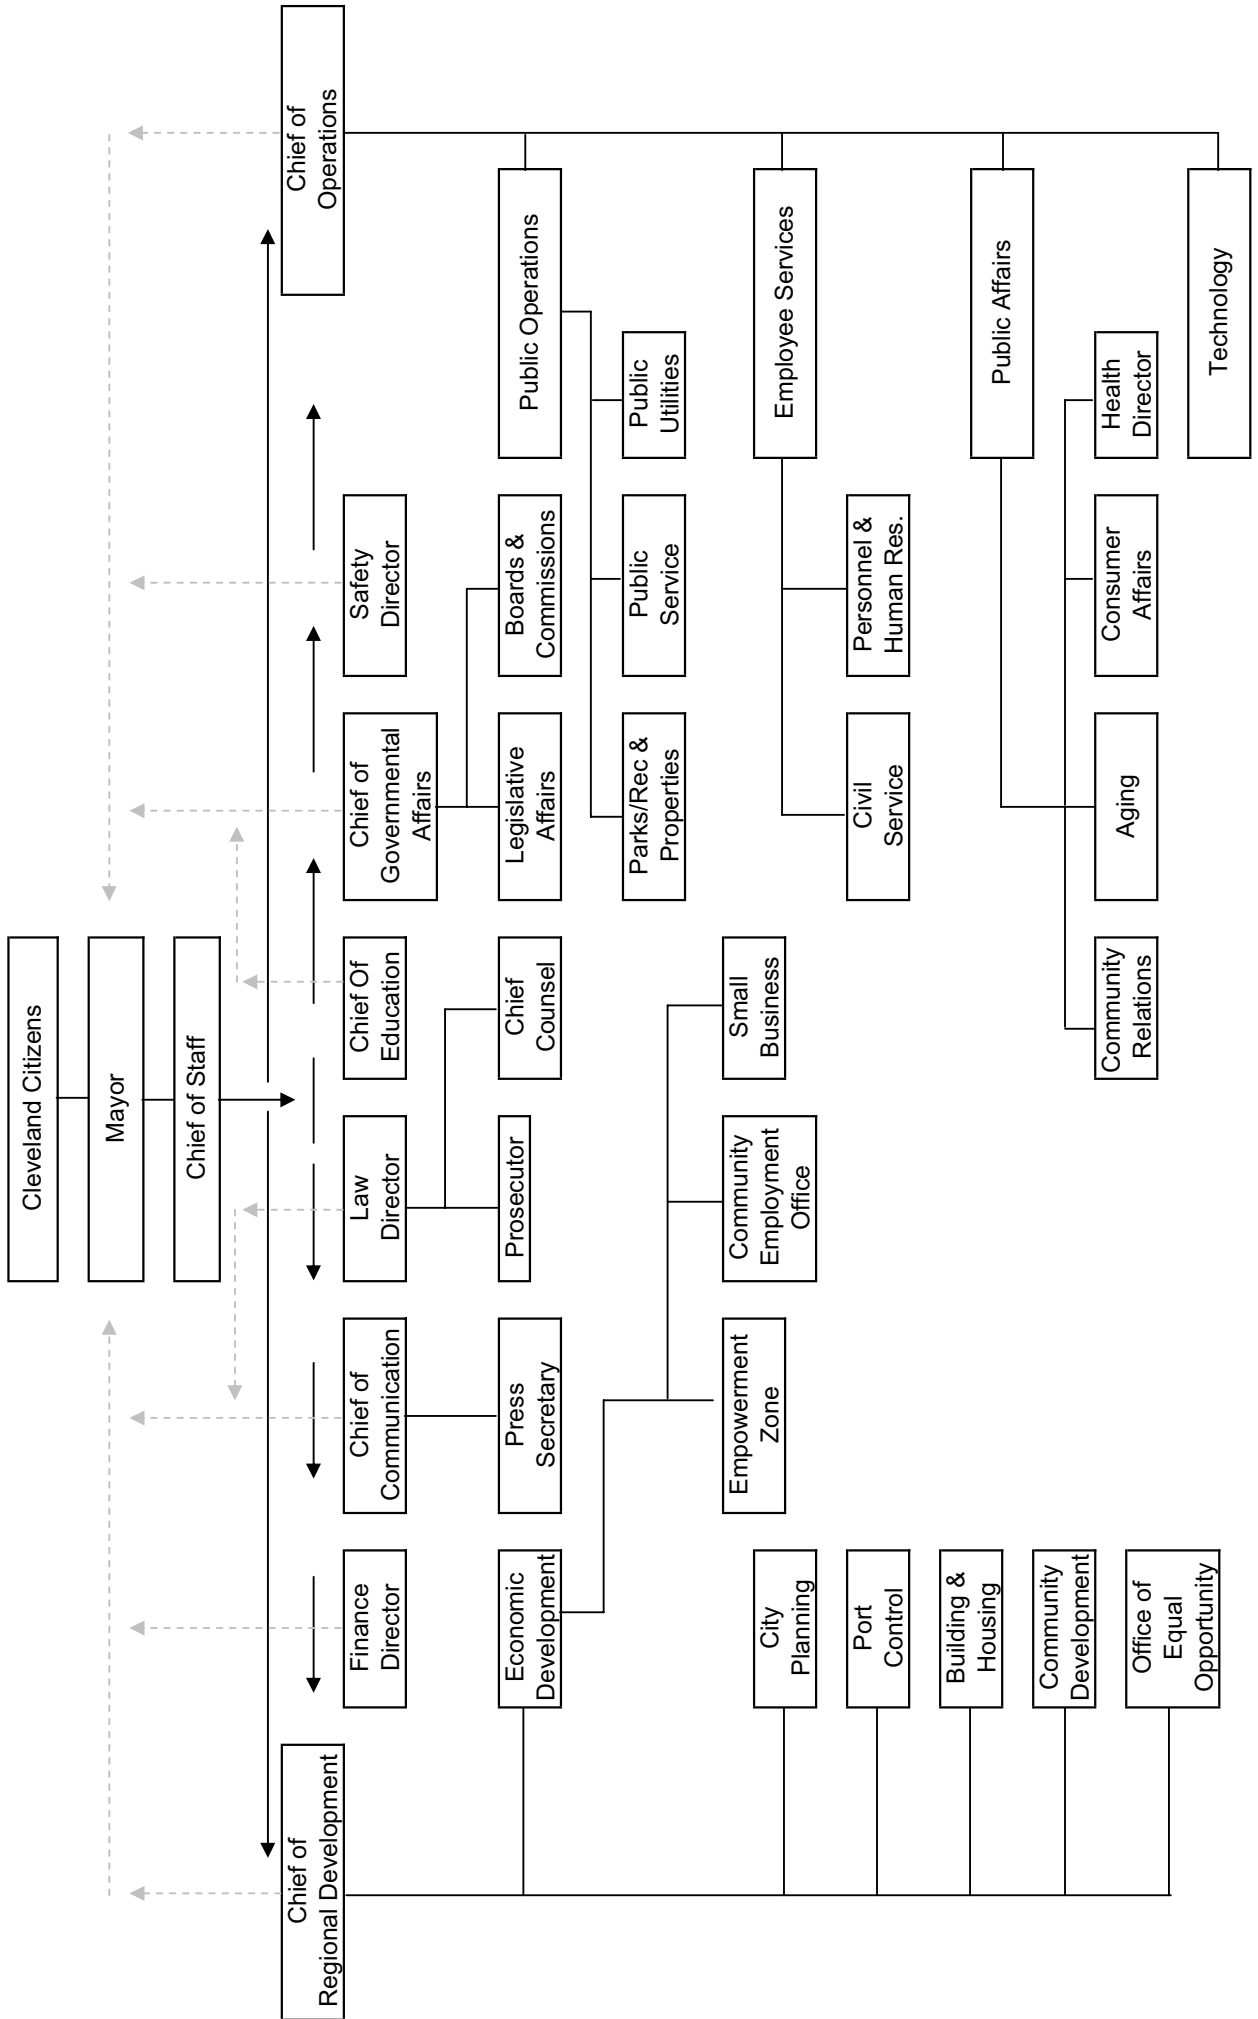 Cleveland Citizens
Mayor
Chief of Staff
Chief of
Regional Development
Chief of
Operations
Finance
Director
Chief of
Communication
Law
Director
Chief Of
Education
Chief of
Governmental
Affairs
Safety
Director
Economic
Development
Press
Secretary
Prosecutor
Chief
Counsel
Legislative
Affairs
Boards &
Commissions
Public Operations
Parks/Rec &
Properties
Public
Service
Public
Utilities
Empowerment
Zone
Community
Employment
Office
Small
Business
City
Planning
Employee Services
Port
Control
Civil
Service
Personnel &
Human Res.
Building &
Housing
Public Affairs
Community
Development
Community
Relations
Aging
Consumer
Affairs
Health
Director
Office of
Equal
Opportunity
Technology